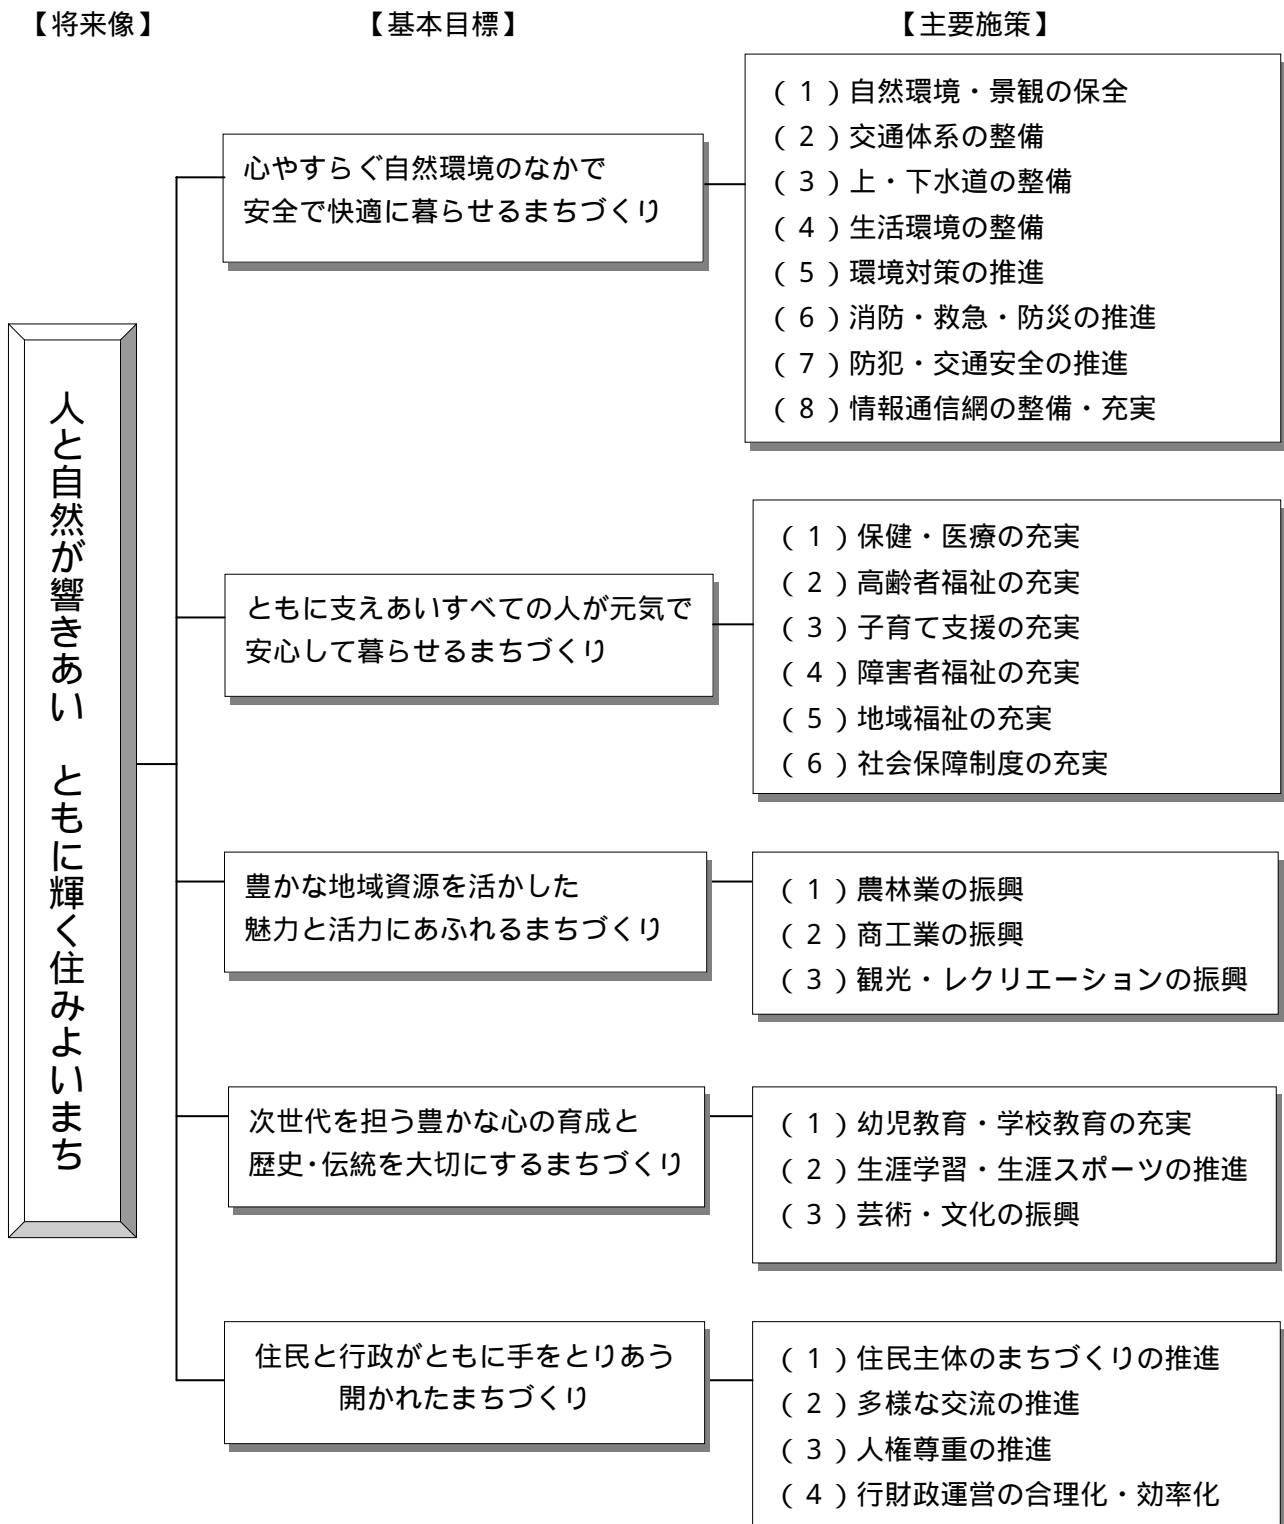 【将来像】
【基本目標】
【主要施策】
人と自然が響きあい　ともに輝く住みよいまち
心やすらぐ自然環境のなかで
安全で快適に暮らせるまちづくり
（1）自然環境・景観の保全
（2）交通体系の整備
（3）上・下水道の整備
（4）生活環境の整備
（5）環境対策の推進
（6）消防・救急・防災の推進
（7）防犯・交通安全の推進
（8）情報通信網の整備・充実
ともに支えあいすべての人が元気で
安心して暮らせるまちづくり
（1）保健・医療の充実
（2）高齢者福祉の充実
（3）子育て支援の充実
（4）障害者福祉の充実
（5）地域福祉の充実
（6）社会保障制度の充実
豊かな地域資源を活かした
魅力と活力にあふれるまちづくり
（1）農林業の振興
（2）商工業の振興
（3）観光・レクリエーションの振興
次世代を担う豊かな心の育成と
歴史・伝統を大切にするまちづくり
（1）幼児教育・学校教育の充実
（2）生涯学習・生涯スポーツの推進
（3）芸術・文化の振興
住民と行政がともに手をとりあう
開かれたまちづくり
（1）住民主体のまちづくりの推進
（2）多様な交流の推進
（3）人権尊重の推進
（4）行財政運営の合理化・効率化